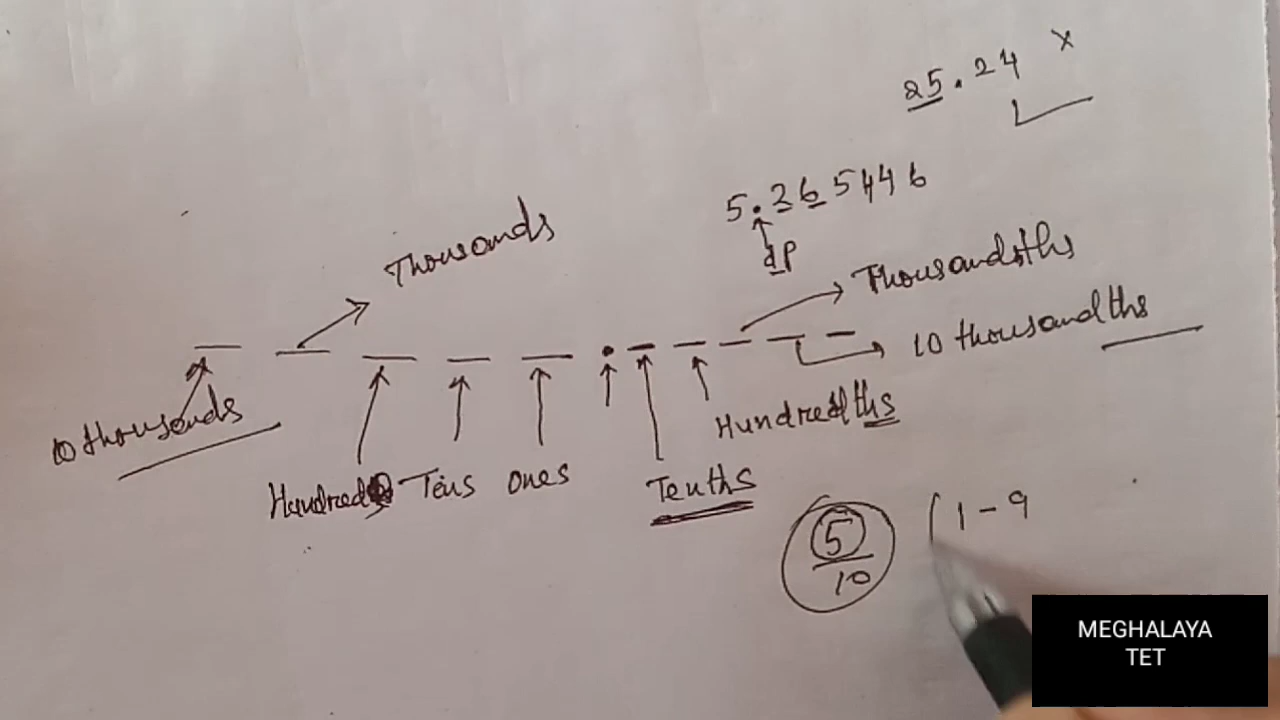 25.24 x
5.365446
dp
Thousands
Thousandths
10 thousandths
10 thousands
Hundredths
Hundreds Tens ones
Tenths
5/10
(1-9
MEGHALAYA
TET